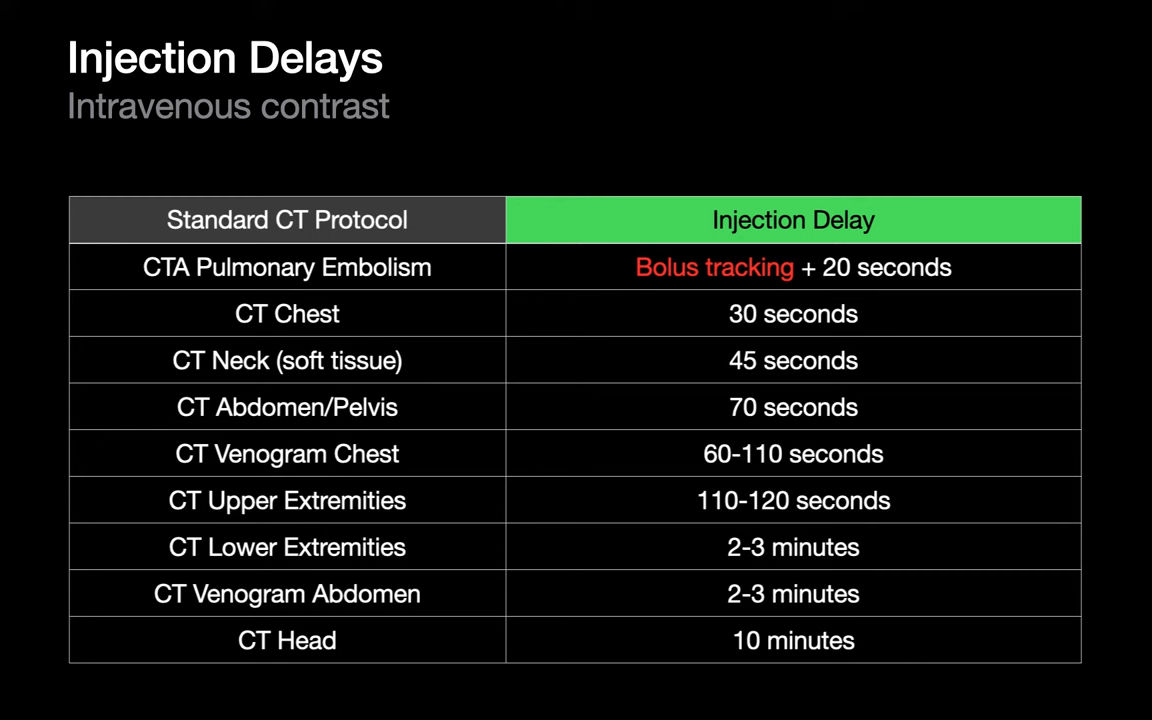 Injection Delays
Intravenous contrast
Standard CT Protocol Injection Delay
CTA Pulmonary Embolism Bolus tracking + 20 seconds
CT Chest 30 seconds
CT Neck (soft tissue) 45 seconds
CT Abdomen/Pelvis 70 seconds
CT Venogram Chest 60-110 seconds
CT Upper Extremities 110-120 seconds
CT Lower Extremities 2-3 minutes
CT Venogram Abdomen 2-3 minutes
CT Head 10 minutes